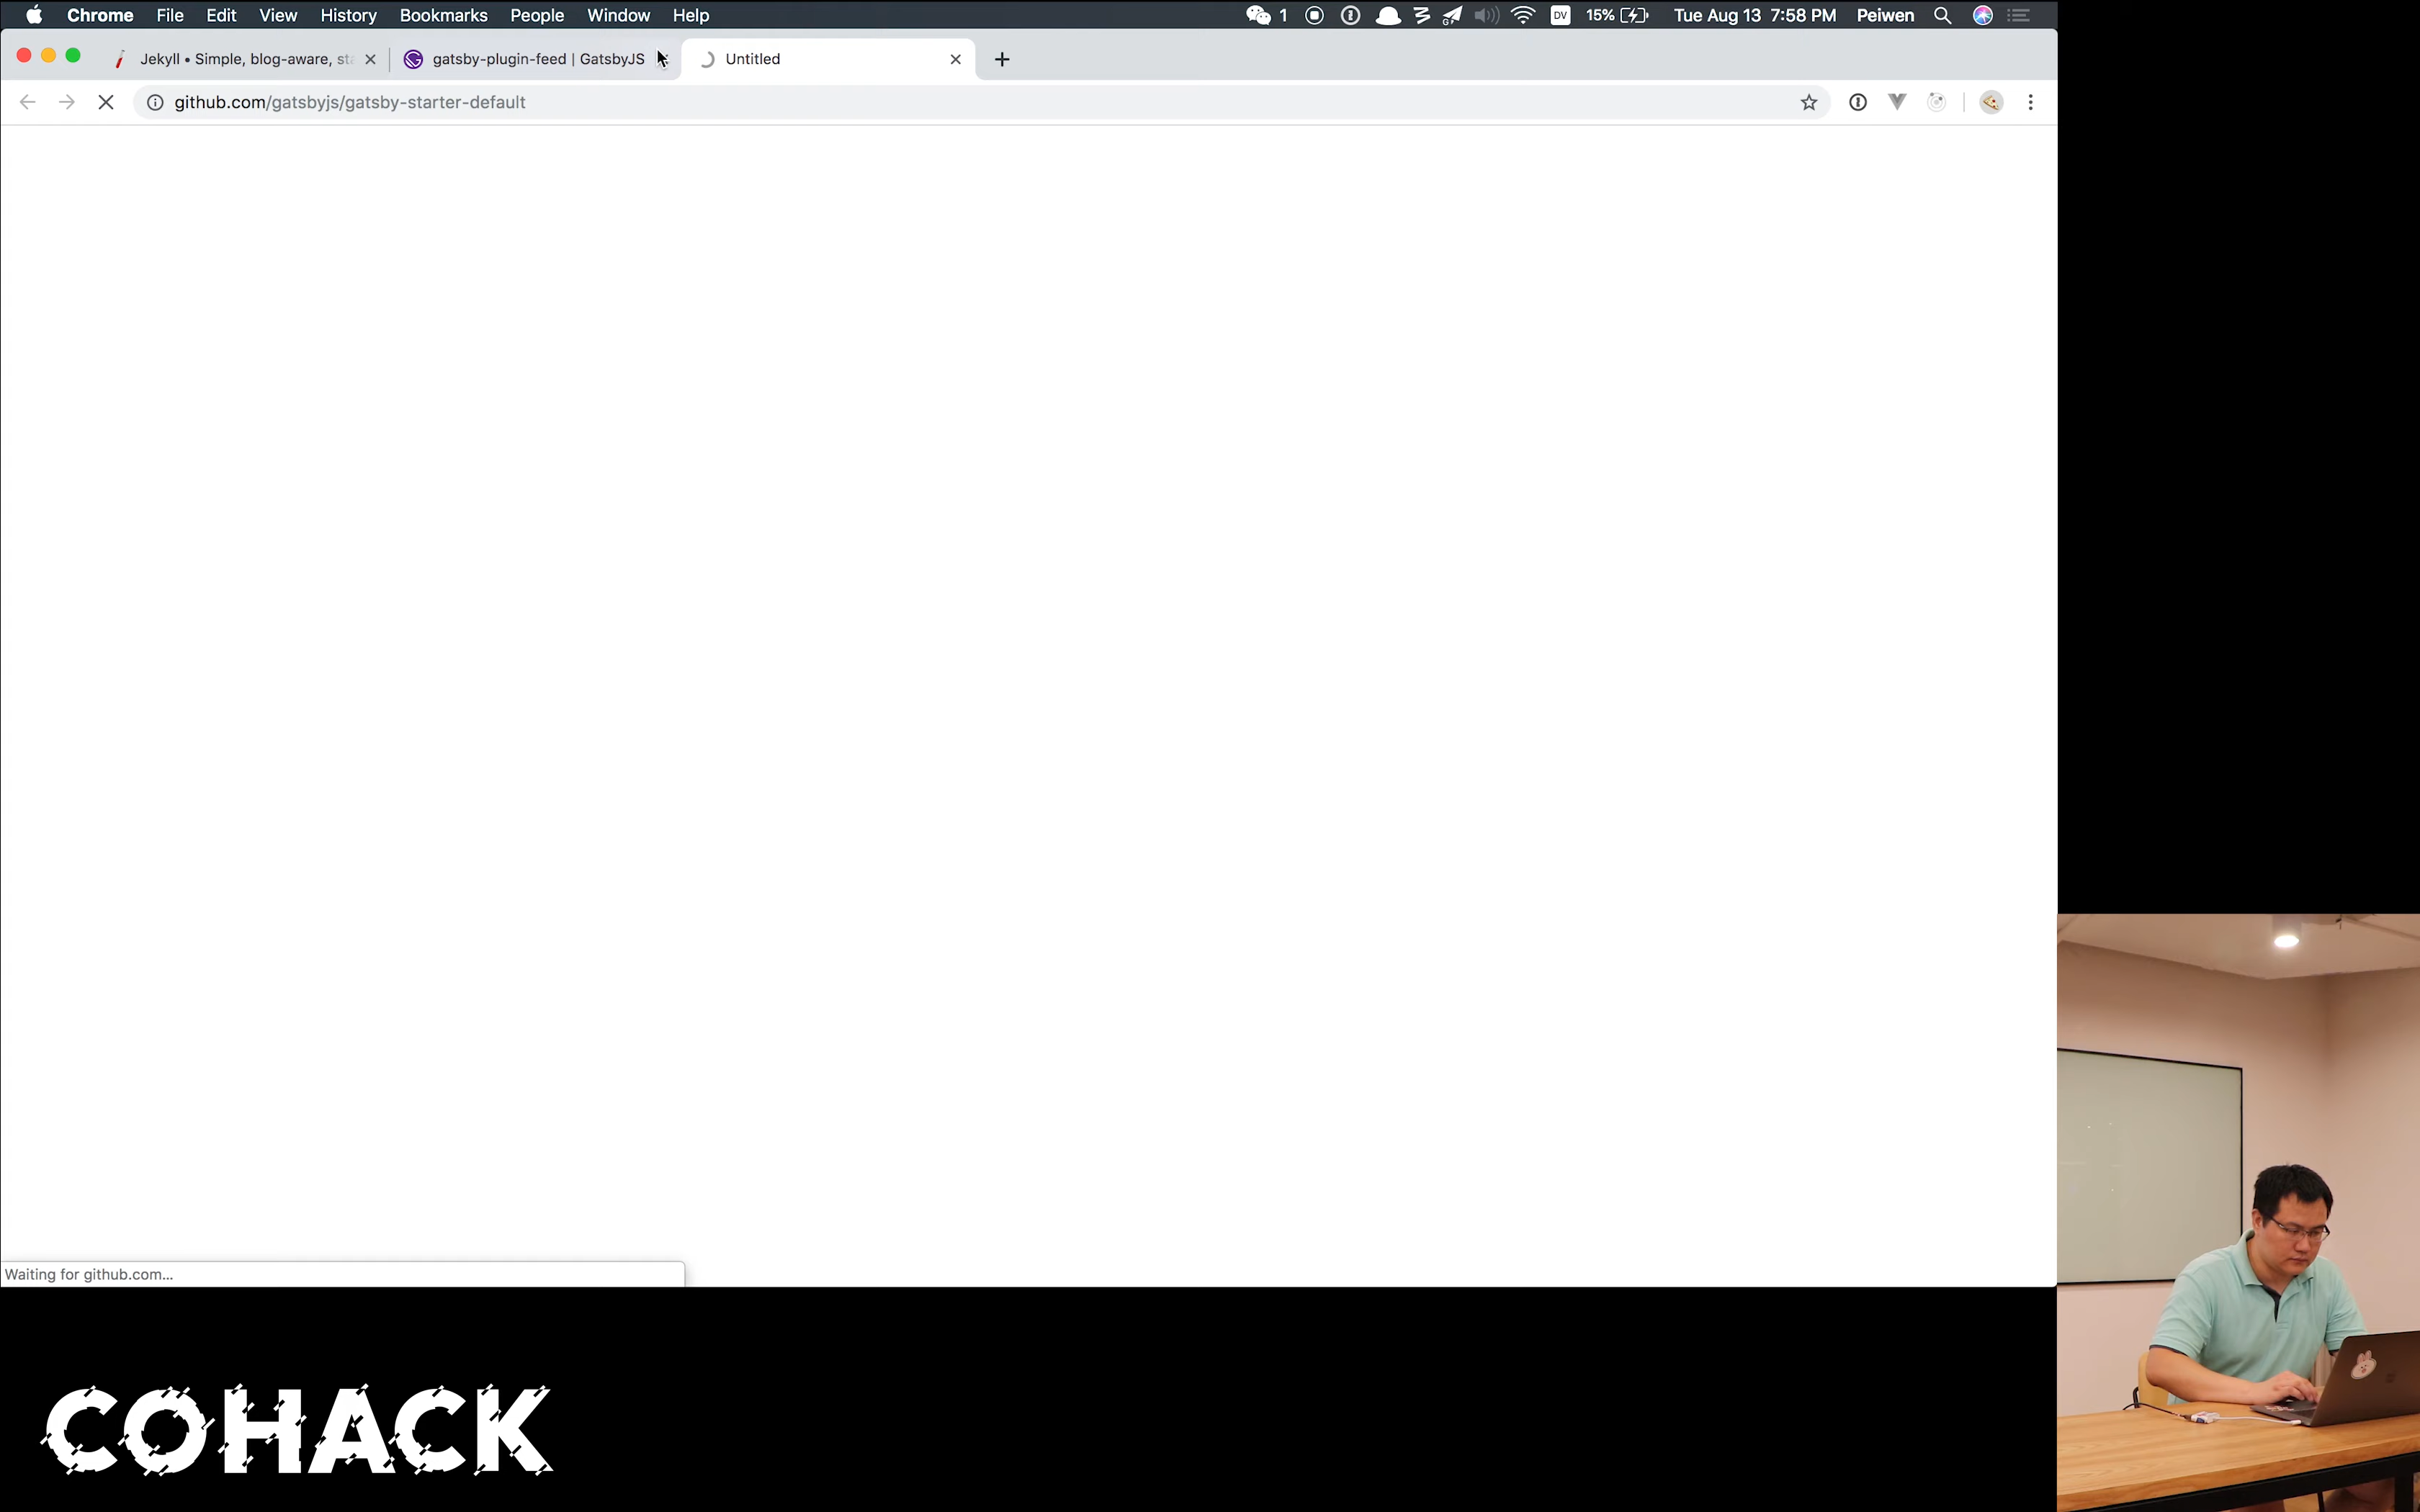 Chrome File Edit View History Bookmarks People Window Help 1 DV 15% Tue Aug 13 7:58 PM Peiwen
Jekyll • Simple, blog-aware, sta gatsby-plugin-feed | GatsbyJS Untitled
github.com/gatsbyjs/gatsby-starter-default
Waiting for github.com...
COHACK